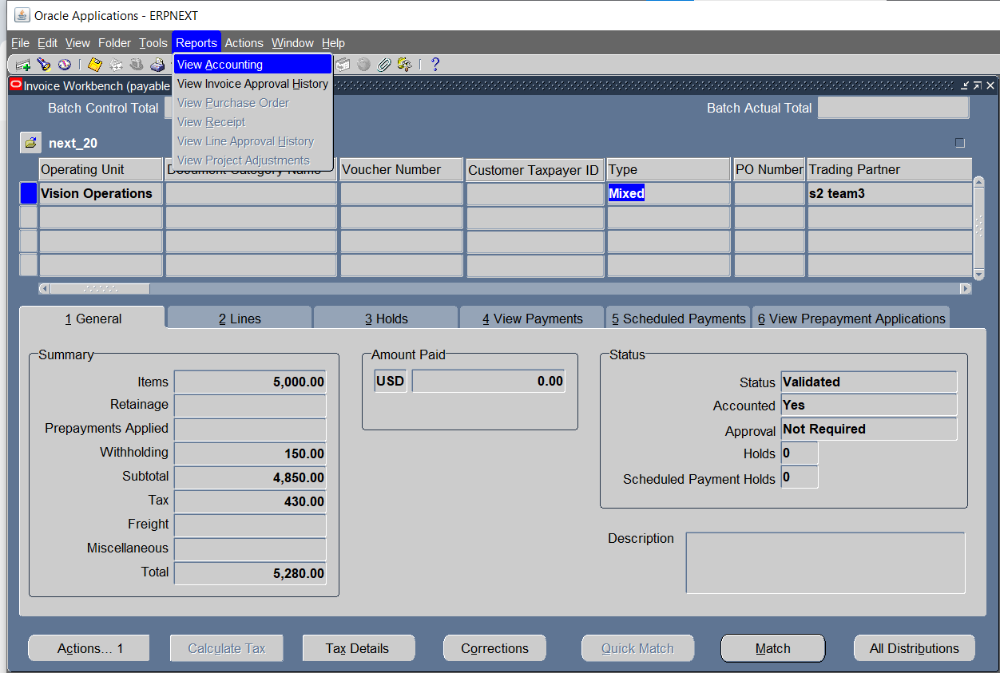 Oracle Applications - ERPNEXT
File Edit View Folder Tools Reports Actions Window Help
View Accounting
Invoice Workbench (payable
View Invoice Approval History
Batch Control Total
View Purchase Order
Batch Actual Total
View Receipt
next_20
View Line Approval History
View Project Adjustments
Operating Unit Document Category Name Voucher Number Customer Taxpayer ID Type PO Number Trading Partner
Vision Operations Mixed s2 team3
1 General 2 Lines 3 Holds 4 View Payments 5 Scheduled Payments 6 View Prepayment Applications
Summary
Items 5,000.00
Retainage
Prepayments Applied
Withholding 150.00
Subtotal 4,850.00
Tax 430.00
Freight
Miscellaneous
Total 5,280.00
Amount Paid
USD 0.00
Status
Status Validated
Accounted Yes
Approval Not Required
Holds 0
Scheduled Payment Holds 0
Description
Actions... 1 Calculate Tax Tax Details Corrections Quick Match Match All Distributions